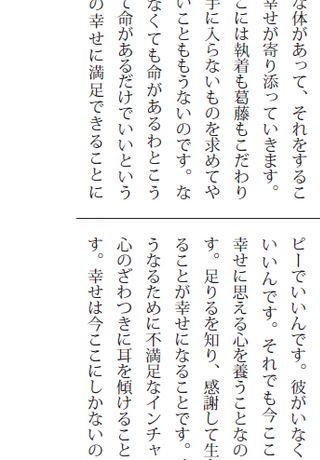 な体があって、それをするこ
幸せが寄り添っていきます。
こには執着も葛藤もこだわり
手に入らないものを求めてや
いことももうないのです。な
なくても命があるわとこう
て命があるだけでいいという
の幸せに満足できることに
ピーでいいんです。彼がいなく
いいんです。それでも今ここ
幸せに思える心を養うことなの
す。足りるを知り、感謝して生
ることが幸せになることです。
うなるために不満足なインチャ
心のざわつきに耳を傾けること
す。幸せは今ここにしかないの